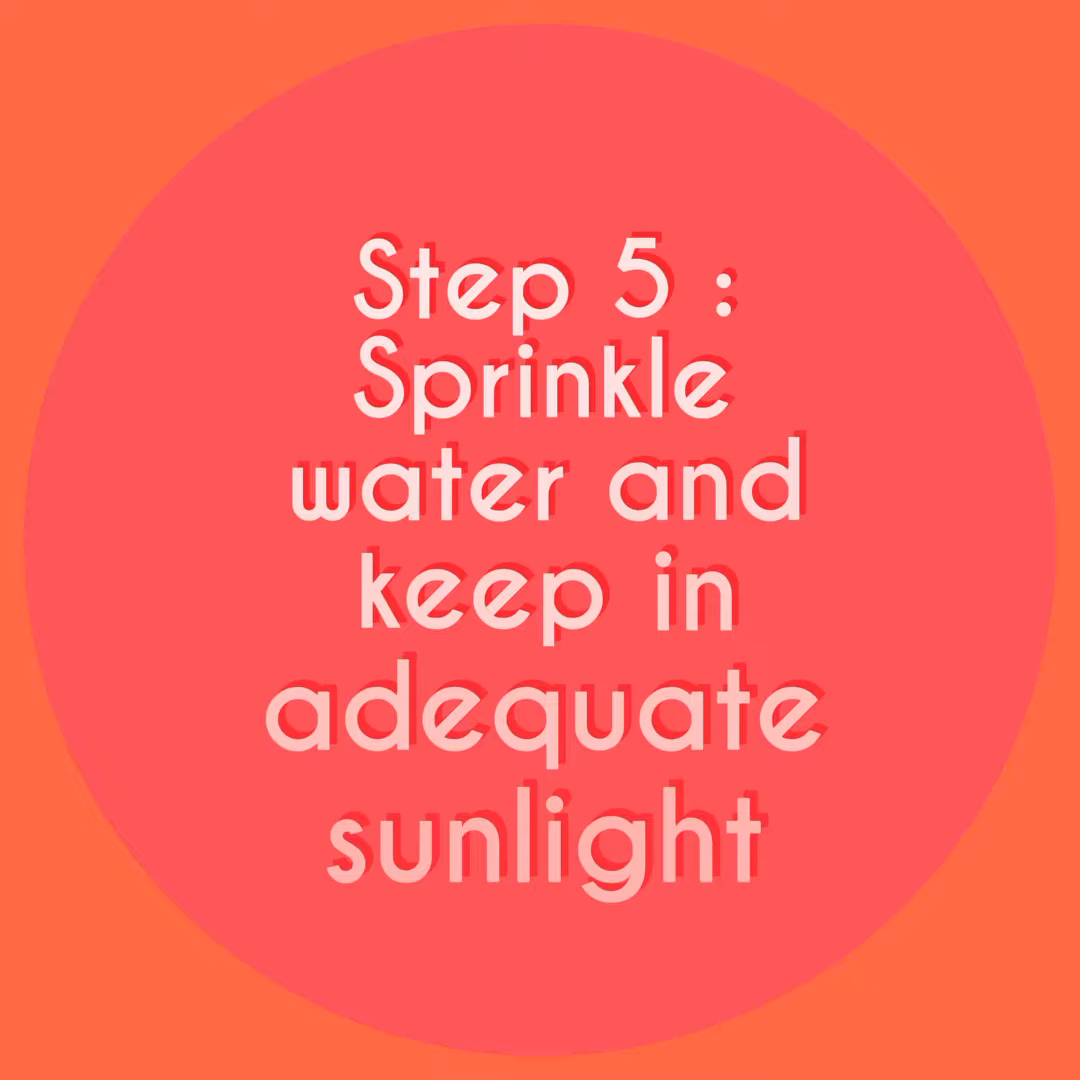 Step 5 :
Sprinkle
water and
keep in
adequate
sunlight